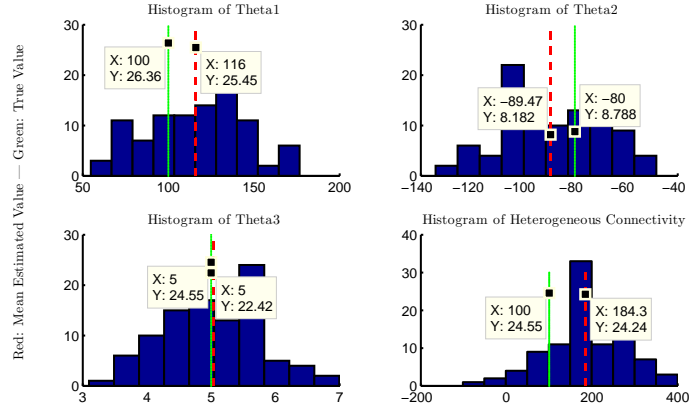 Histogram of Theta1
30
20
10
0
50
100
150
200
X: 100
Y: 26.36
X: 116
Y: 25.45
Histogram of Theta2
30
20
10
0
−140
−120
−100
−80
−60
−40
X: −89.47
Y: 8.182
X: −80
Y: 8.788
Red: Mean Estimated Value — Green: True Value
Histogram of Theta3
30
20
10
0
3
4
5
6
7
X: 5
Y: 24.55
X: 5
Y: 22.42
Histogram of Heterogeneous Connectivity
40
30
20
10
0
−200
0
200
400
X: 100
Y: 24.55
X: 184.3
Y: 24.24